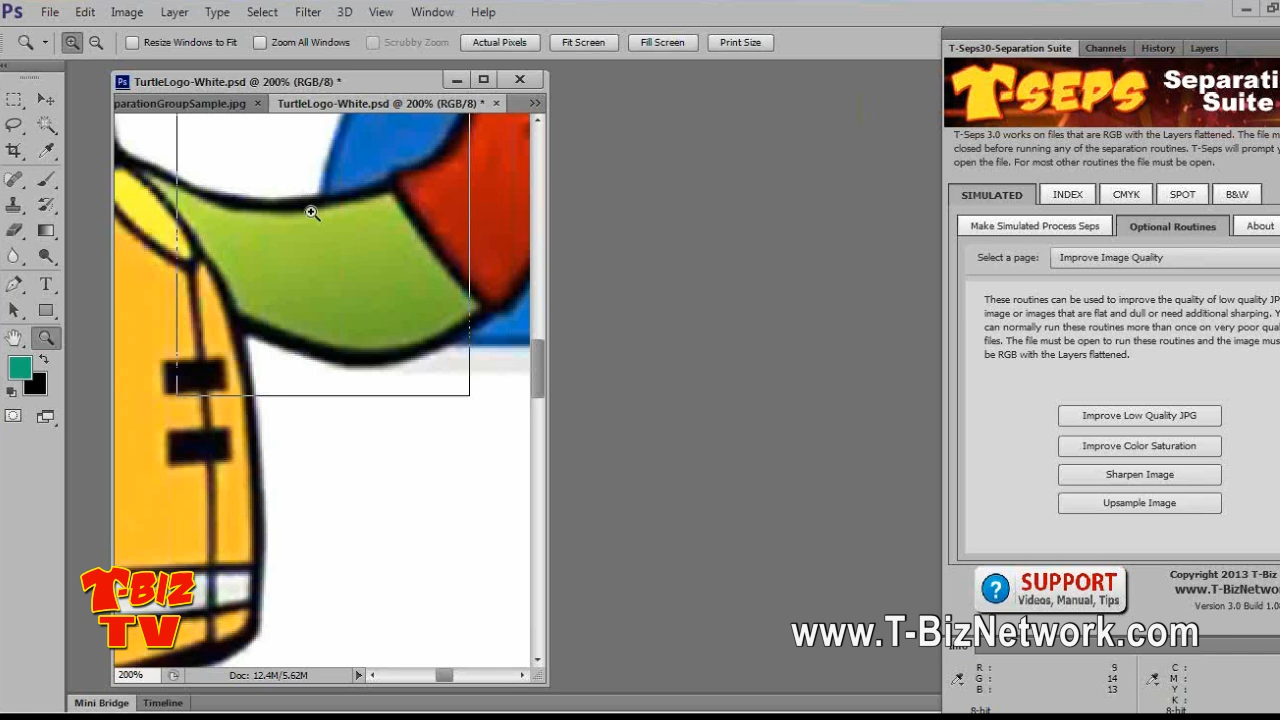 Ps File Edit Image Layer Type Select Filter 3D View Window Help
Resize Windows to Fit Zoom All Windows Scrubby Zoom Actual Pixels Fit Screen Fill Screen Print Size
TurtleLogo-White.psd @ 200% (RGB/8) *
parationGroupSample.jpg × TurtleLogo-White.psd @ 200% (RGB/8) * ×
T-Seps30-Separation Suite Channels History Layers
T-SEPS Separati
Suite
T-Seps 3.0 works on files that are RGB with the Layers flattened. The file m
closed before running any of the separation routines. T-Seps will prompt y
open the file. For most other routines the file must be open.
SIMULATED INDEX CMYK SPOT B&W
Make Simulated Process Seps Optional Routines About
Select a page: Improve Image Quality
These routines can be used to improve the quality of low quality JP
image or images that are flat and dull or need additional sharping. Y
can normally run these routines more than once on very poor qual
files. The file must be open to run these routines and the image mus
be RGB with the Layers flattened.
Improve Low Quality JPG
Improve Color Saturation
Sharpen Image
Upsample Image
? SUPPORT
Videos, Manual, Tips
Copyright 2013 T-Biz
www.T-BizNetwork
Version 3.0 Build 1.0
T-BIZ
TV
www.T-BizNetwork.com
R : 9
G : 14
B : 13
8-bit
C :
M :
Y :
K :
8-bit
200% Doc: 12.4M/5.62M
Mini Bridge Timeline